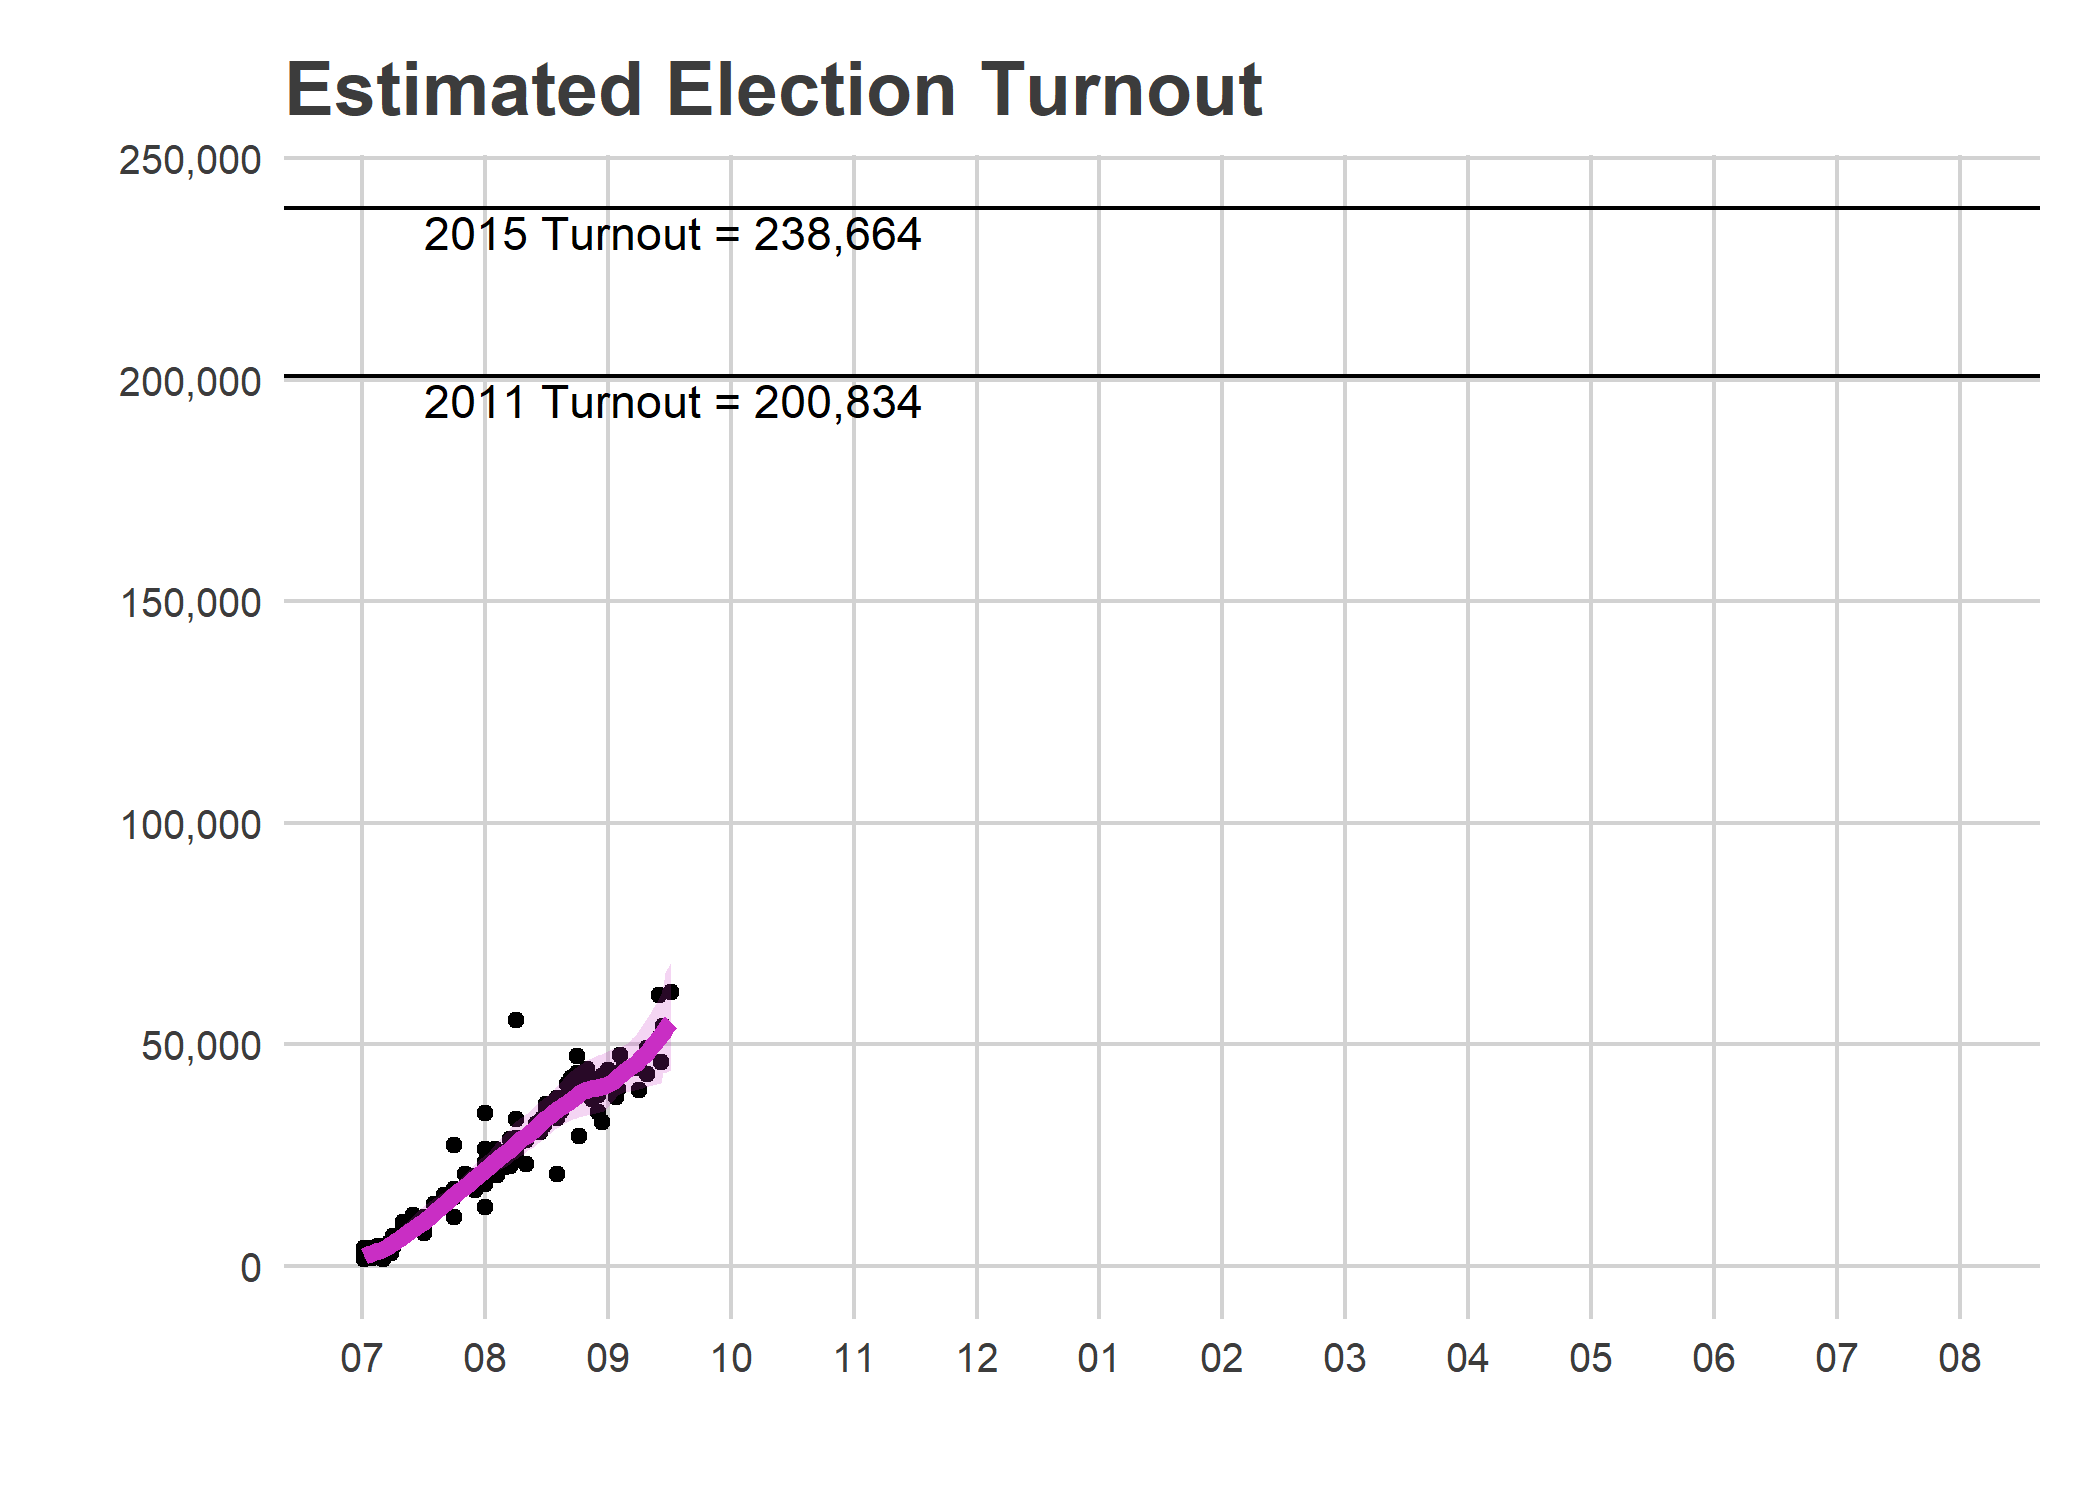 Estimated Election Turnout
250,000
2015 Turnout = 238,664
200,000
2011 Turnout = 200,834
150,000
100,000
50,000
0
07 08 09 10 11 12 01 02 03 04 05 06 07 08